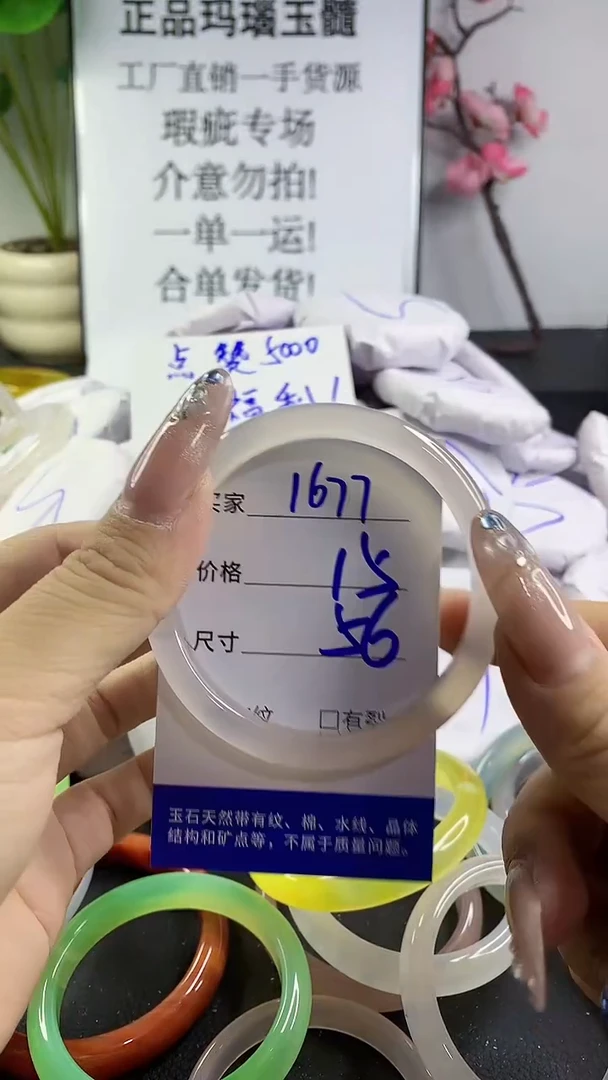 正品玛瑙玉髓
工厂直销一手货源
瑕疵专场
介意勿拍!
一单一运!
合单发货!
点赞5000
福利!
买家 1677
价格 15
尺寸 56
纹 □有裂
玉石天然带有纹、棉、水线、晶体
结构和矿点等,不属于质量问题。